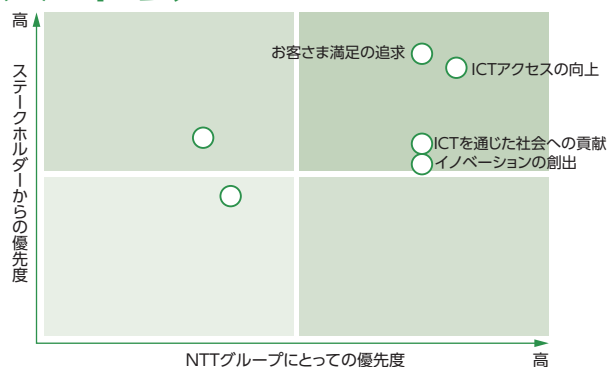 高
お客さま満足の追求
ICTアクセスの向上
ステークホルダーからの優先度
ICTを通じた社会への貢献
イノベーションの創出
NTTグループにとっての優先度
高